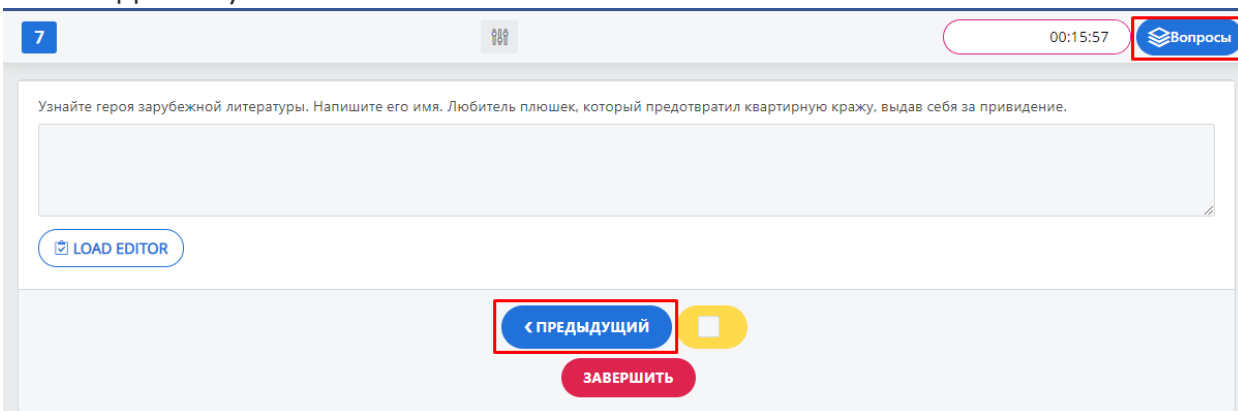 7
00:15:57
Вопросы
Узнайте героя зарубежной литературы. Напишите его имя. Любитель плюшек, который предотвратил квартирную кражу, выдав себя за привидение.
LOAD EDITOR
ПРЕДЫДУЩИЙ
ЗАВЕРШИТЬ